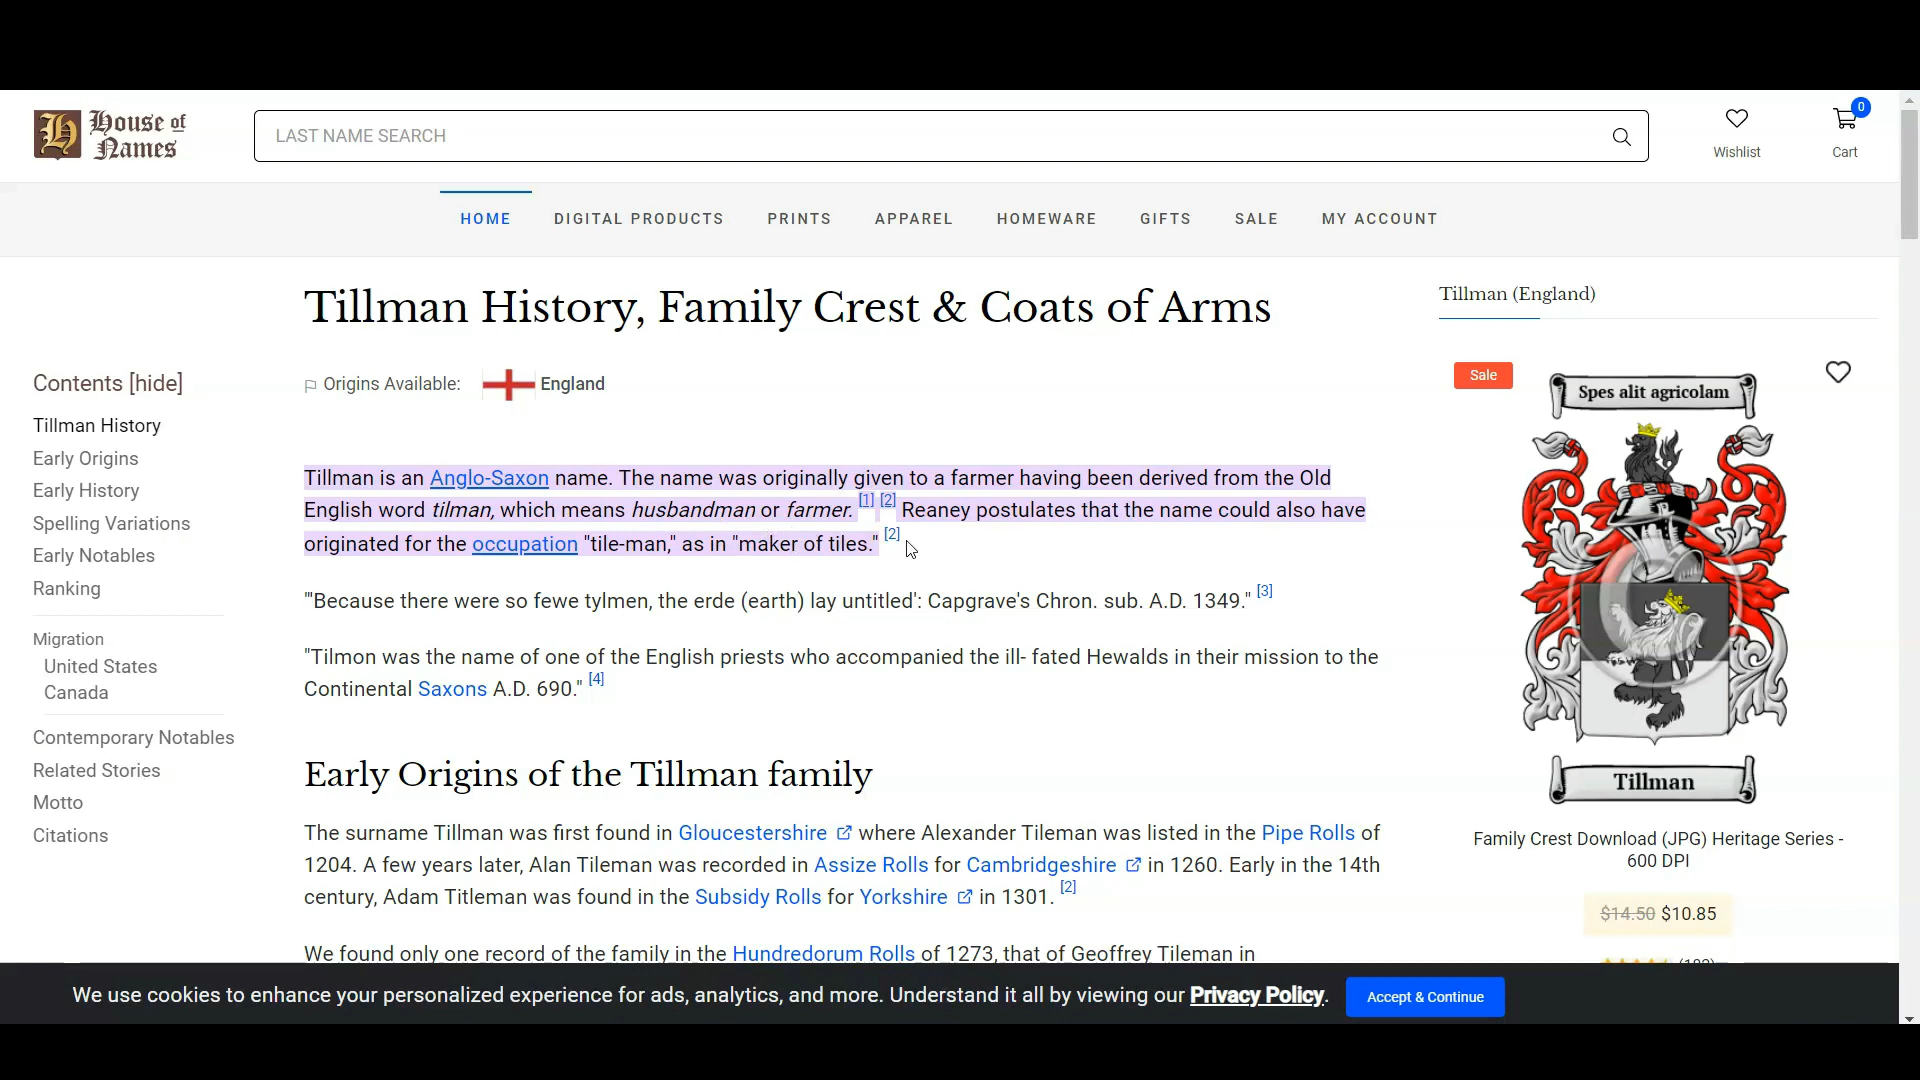 House of
Names
LAST NAME SEARCH
Wishlist
0
Cart
HOME
DIGITAL PRODUCTS
PRINTS
APPAREL
HOMEWARE
GIFTS
SALE
MY ACCOUNT
Tillman History, Family Crest & Coats of Arms
Origins Available:
England
Contents [hide]
Tillman History
Early Origins
Early History
Spelling Variations
Early Notables
Ranking
Migration
United States
Canada
Contemporary Notables
Related Stories
Motto
Citations
Tillman is an Anglo-Saxon name. The name was originally given to a farmer having been derived from the Old
English word tilman, which means husbandman or farmer. [1] [2] Reaney postulates that the name could also have
originated for the occupation "tile-man," as in "maker of tiles." [2]
"'Because there were so fewe tylmen, the erde (earth) lay untitled': Capgrave's Chron. sub. A.D. 1349." [3]
"Tilmon was the name of one of the English priests who accompanied the ill- fated Hewalds in their mission to the
Continental Saxons A.D. 690." [4]
Early Origins of the Tillman family
The surname Tillman was first found in Gloucestershire where Alexander Tileman was listed in the Pipe Rolls of
1204. A few years later, Alan Tileman was recorded in Assize Rolls for Cambridgeshire in 1260. Early in the 14th
century, Adam Titleman was found in the Subsidy Rolls for Yorkshire in 1301. [2]
We found only one record of the family in the Hundredorum Rolls of 1273, that of Geoffrey Tileman in
Tillman (England)
Sale
Spes alit agricolam
Tillman
Family Crest Download (JPG) Heritage Series -
600 DPI
$14.50 $10.85
We use cookies to enhance your personalized experience for ads, analytics, and more. Understand it all by viewing our Privacy Policy.
Accept & Continue